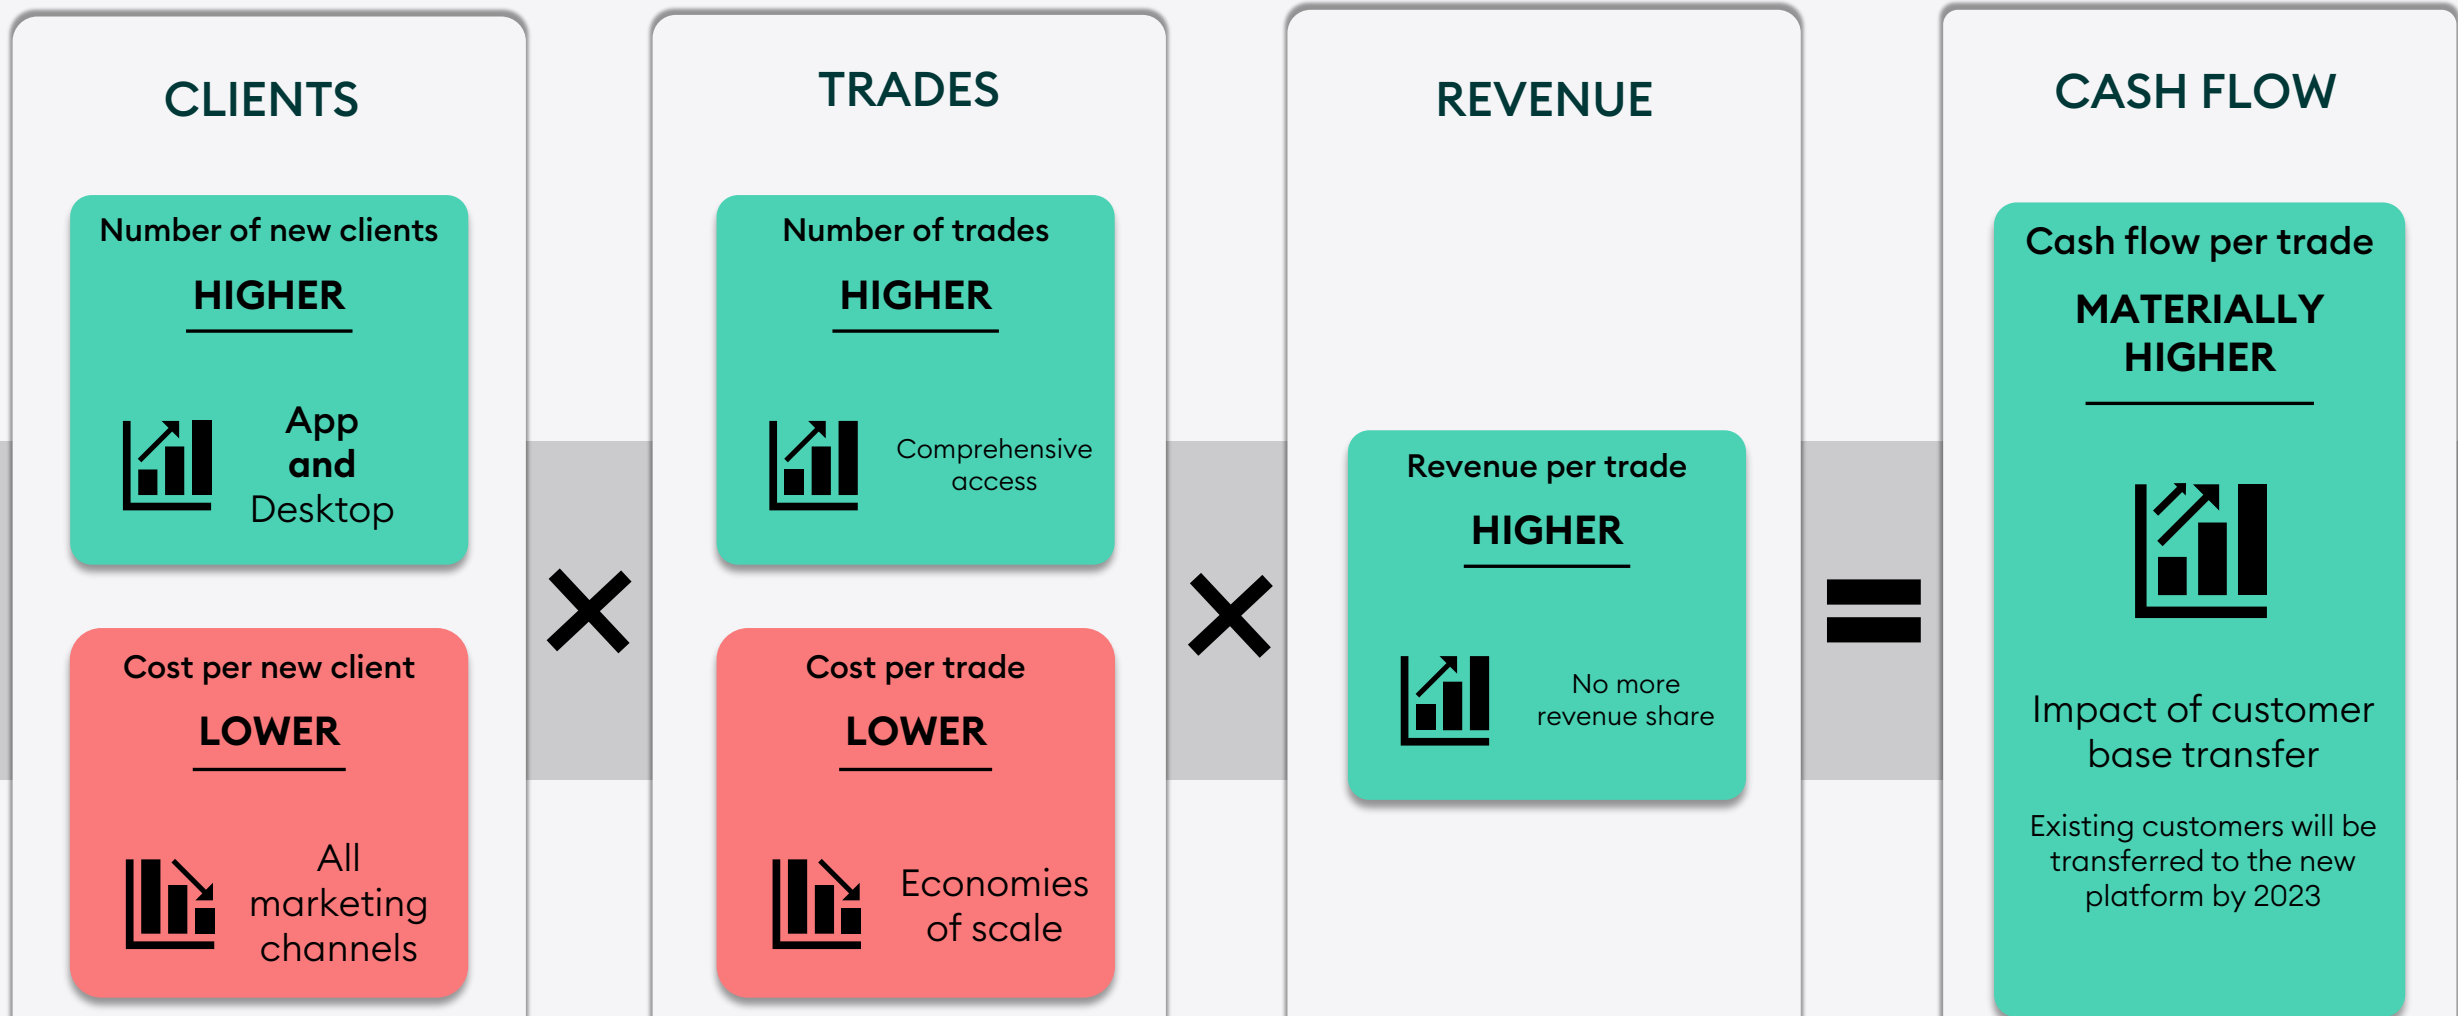 CLIENTS
Number of new clients
HIGHER
App
and
Desktop
Cost per new client
LOWER
All
marketing
channels
TRADES
Number of trades
HIGHER
Comprehensive
access
Cost per trade
LOWER
Economies
of scale
REVENUE
Revenue per trade
HIGHER
No more
revenue share
CASH FLOW
Cash flow per trade
MATERIALLY
HIGHER
Impact of customer
base transfer
Existing customers will be
transferred to the new
platform by 2023